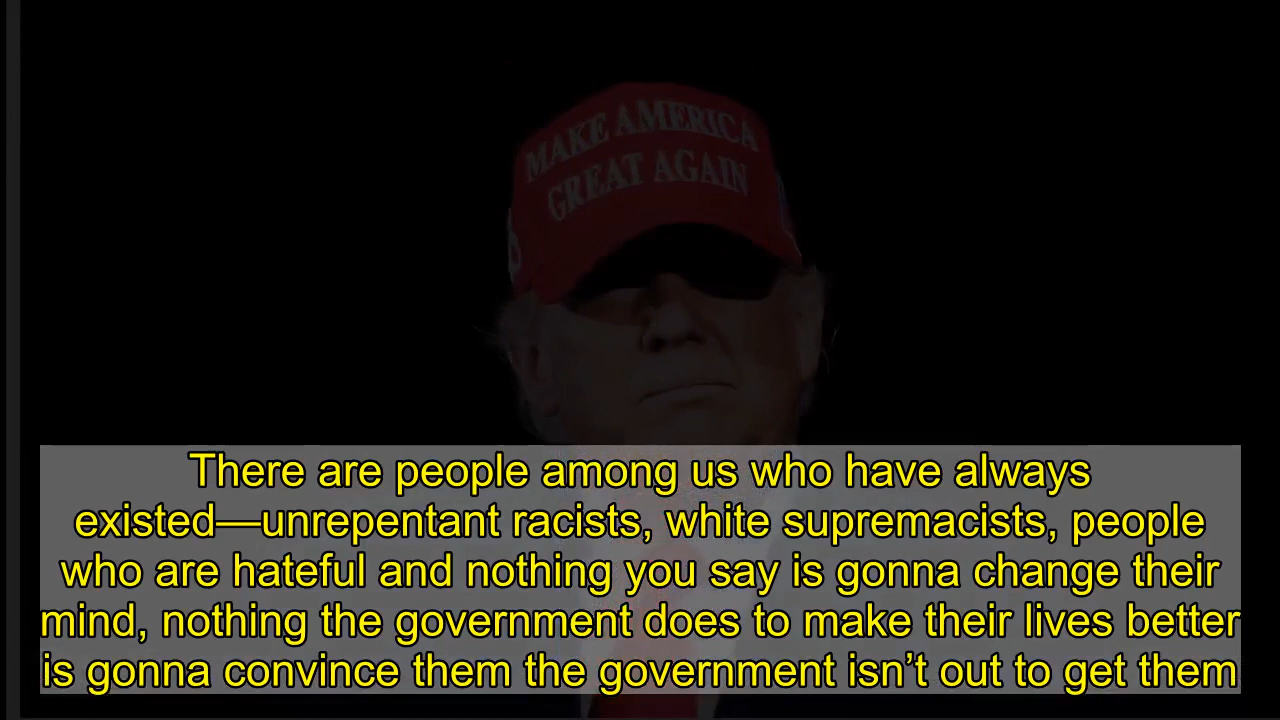 MAKE AMERICA
GREAT AGAIN
There are people among us who have always
existed—unrepentant racists, white supremacists, people
who are hateful and nothing you say is gonna change their
mind, nothing the government does to make their lives better
is gonna convince them the government isn’t out to get them